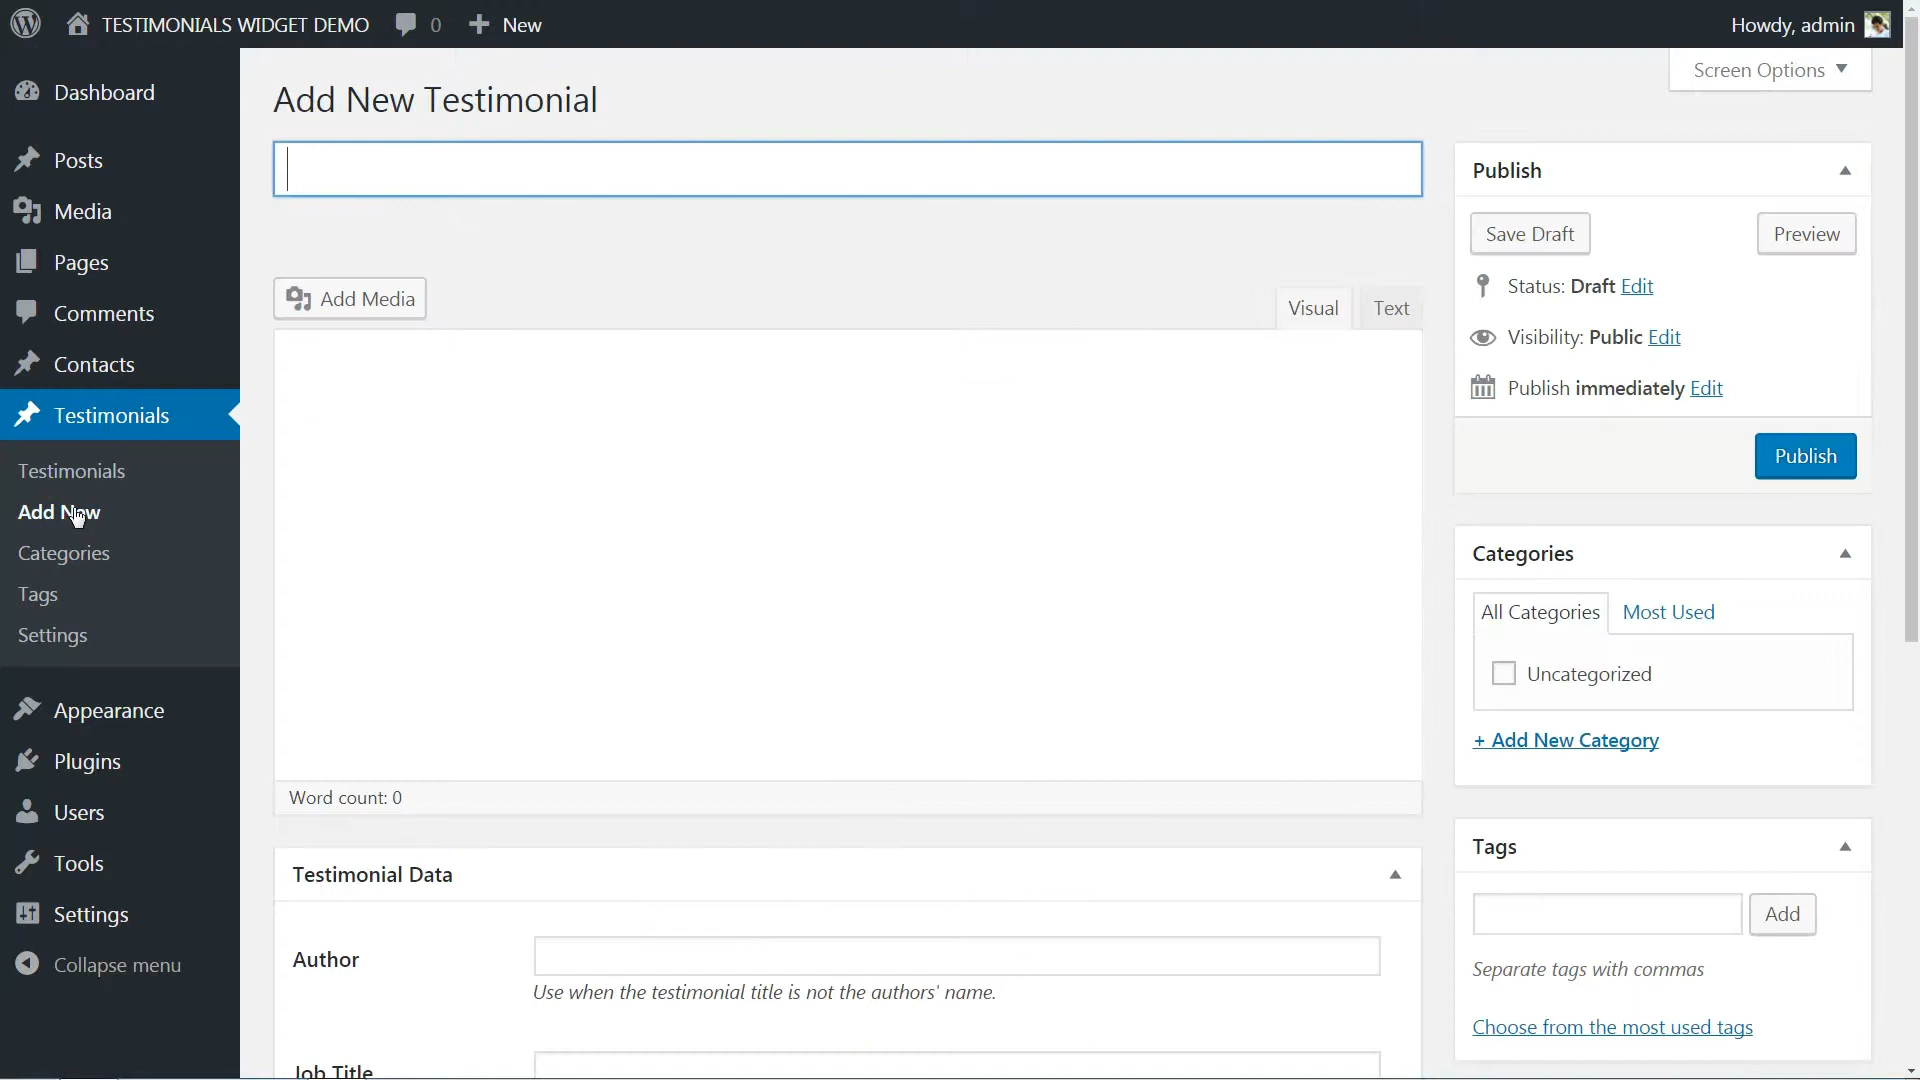 TESTIMONIALS WIDGET DEMO 0 New Howdy, admin
Screen Options
Dashboard
Posts
Media
Pages
Comments
Contacts
Testimonials
Testimonials
Add New
Categories
Tags
Settings
Appearance
Plugins
Users
Tools
Settings
Collapse menu
Add New Testimonial
Add Media
Visual Text
Word count: 0
Testimonial Data
Author
Use when the testimonial title is not the authors' name.
Job Title
Publish
Save Draft Preview
Status: Draft Edit
Visibility: Public Edit
Publish immediately Edit
Publish
Categories
All Categories Most Used
Uncategorized
+ Add New Category
Tags
Add
Separate tags with commas
Choose from the most used tags